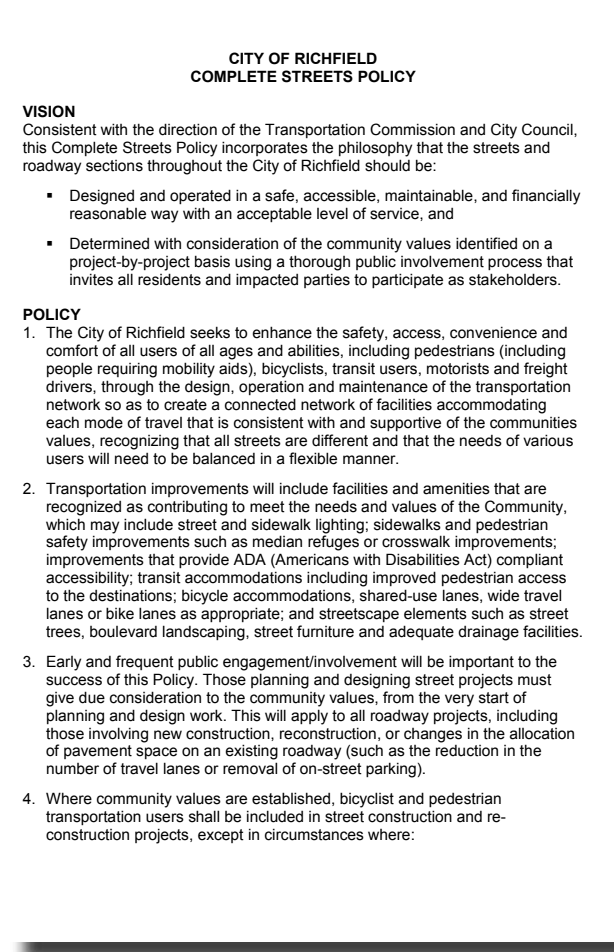 CITY OF RICHFIELD
COMPLETE STREETS POLICY
VISION
Consistent with the direction of the Transportation Commission and City Council,
this Complete Streets Policy incorporates the philosophy that the streets and
roadway sections throughout the City of Richfield should be:
▪ Designed and operated in a safe, accessible, maintainable, and financially
reasonable way with an acceptable level of service, and
▪ Determined with consideration of the community values identified on a
project-by-project basis using a thorough public involvement process that
invites all residents and impacted parties to participate as stakeholders.
POLICY
1. The City of Richfield seeks to enhance the safety, access, convenience and
comfort of all users of all ages and abilities, including pedestrians (including
people requiring mobility aids), bicyclists, transit users, motorists and freight
drivers, through the design, operation and maintenance of the transportation
network so as to create a connected network of facilities accommodating
each mode of travel that is consistent with and supportive of the communities
values, recognizing that all streets are different and that the needs of various
users will need to be balanced in a flexible manner.
2. Transportation improvements will include facilities and amenities that are
recognized as contributing to meet the needs and values of the Community,
which may include street and sidewalk lighting; sidewalks and pedestrian
safety improvements such as median refuges or crosswalk improvements;
improvements that provide ADA (Americans with Disabilities Act) compliant
accessibility; transit accommodations including improved pedestrian access
to the destinations; bicycle accommodations, shared-use lanes, wide travel
lanes or bike lanes as appropriate; and streetscape elements such as street
trees, boulevard landscaping, street furniture and adequate drainage facilities.
3. Early and frequent public engagement/involvement will be important to the
success of this Policy. Those planning and designing street projects must
give due consideration to the community values, from the very start of
planning and design work. This will apply to all roadway projects, including
those involving new construction, reconstruction, or changes in the allocation
of pavement space on an existing roadway (such as the reduction in the
number of travel lanes or removal of on-street parking).
4. Where community values are established, bicyclist and pedestrian
transportation users shall be included in street construction and re-
construction projects, except in circumstances where: